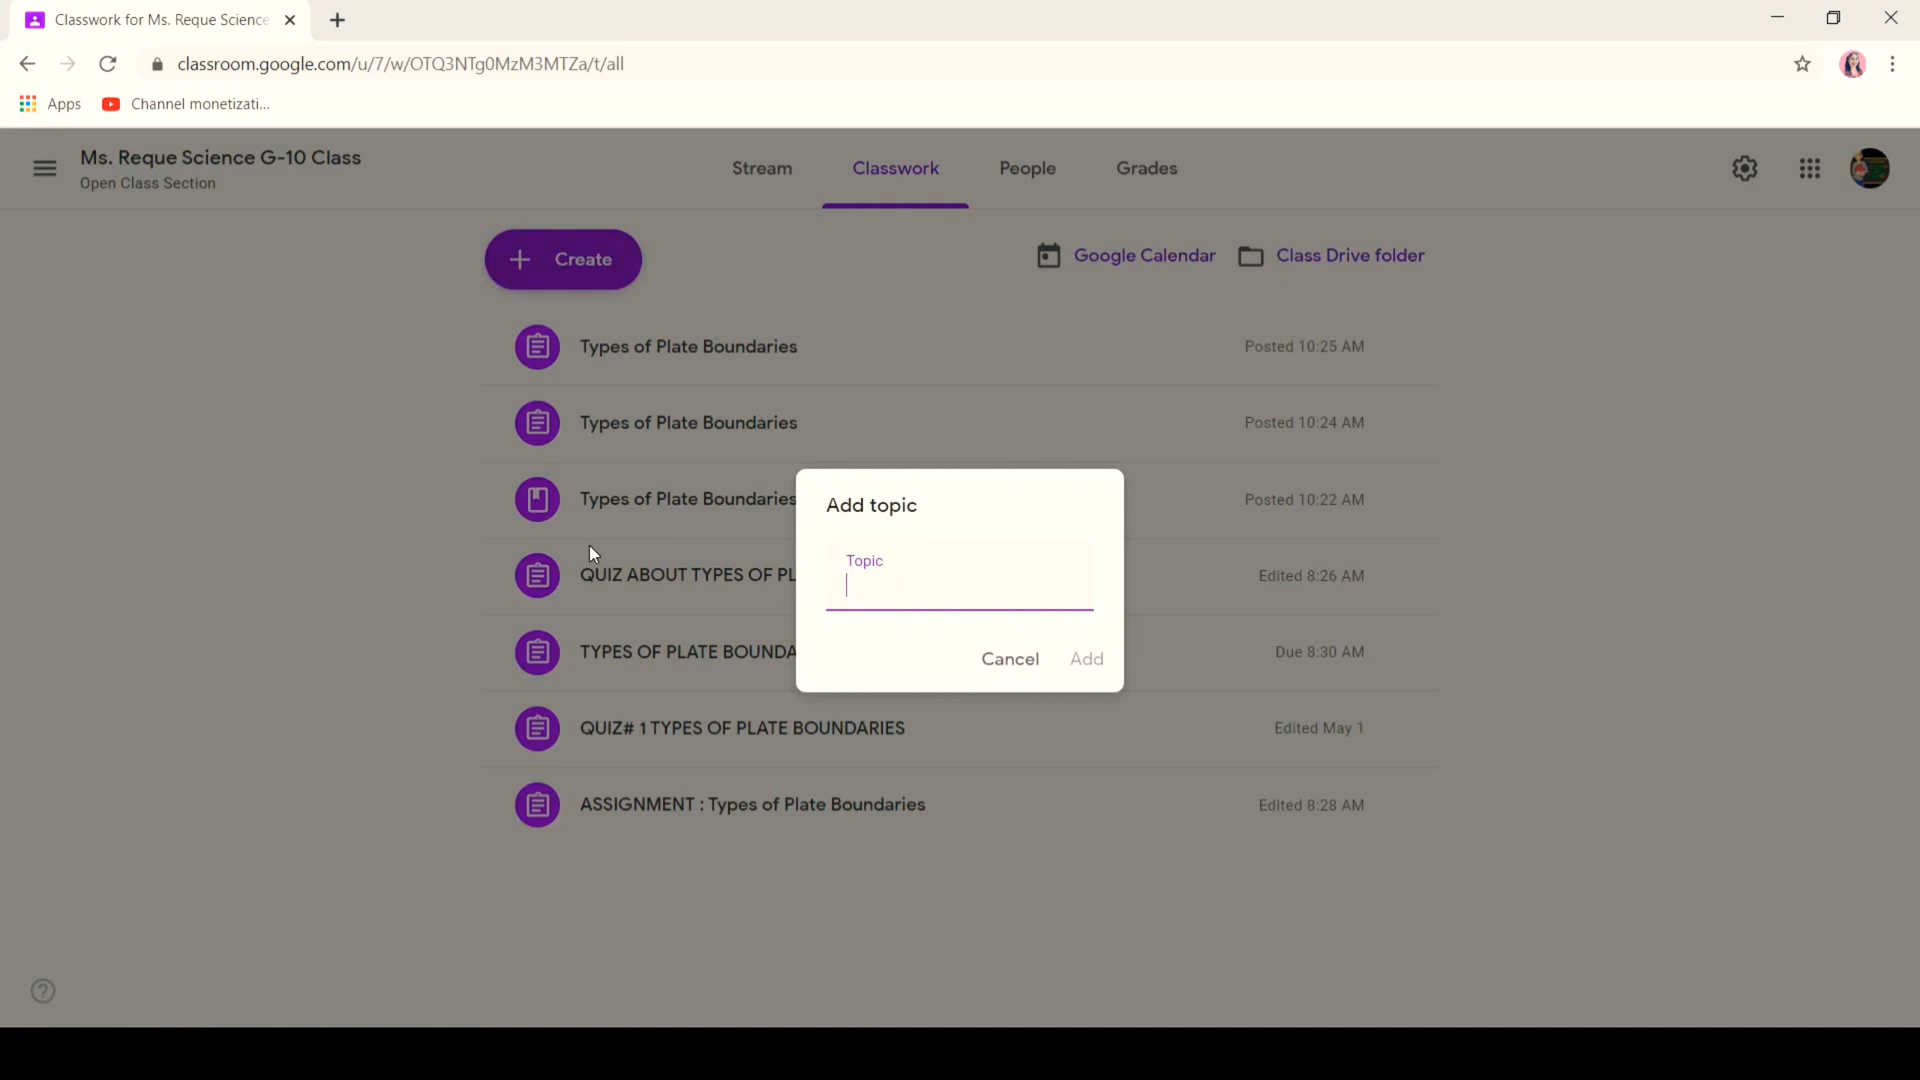 Classwork for Ms. Reque Science
classroom.google.com/u/7/w/OTQ3NTg0MzM3MTZa/t/all
Apps
Channel monetizati...
Ms. Reque Science G-10 Class
Open Class Section
Stream
Classwork
People
Grades
Create
Google Calendar
Class Drive folder
Types of Plate Boundaries
Posted 10:25 AM
Types of Plate Boundaries
Posted 10:24 AM
Types of Plate Boundaries
Posted 10:22 AM
QUIZ ABOUT TYPES OF PL
Edited 8:26 AM
TYPES OF PLATE BOUNDA
Due 8:30 AM
QUIZ# 1 TYPES OF PLATE BOUNDARIES
Edited May 1
ASSIGNMENT : Types of Plate Boundaries
Edited 8:28 AM
Add topic
Topic
Cancel
Add